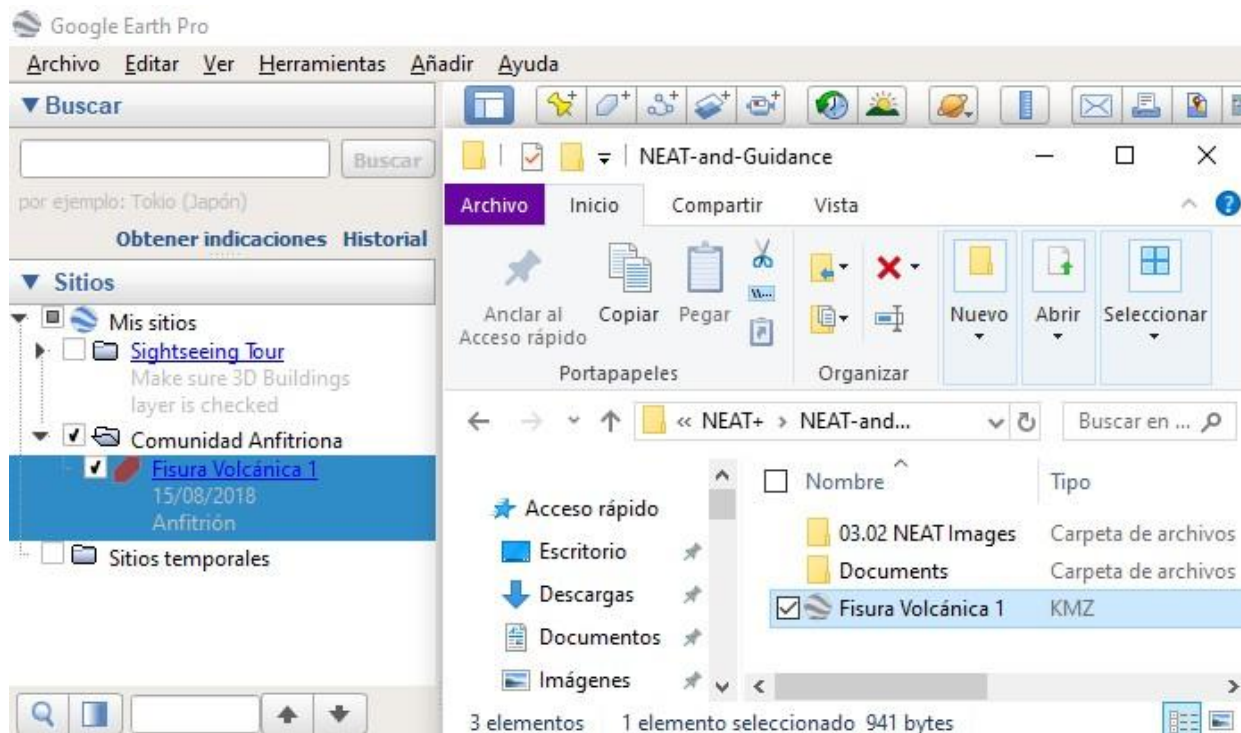 Google Earth Pro
Archivo Editar Ver Herramientas Añadir Ayuda
Buscar
Buscar
por ejemplo: Tokio (Japón)
Obtener indicaciones Historial
Sitios
Mis sitios
Sightseeing Tour
Make sure 3D Buildings
layer is checked
Comunidad Anfitriona
Fisura Volcánica 1
15/08/2018
Anfitrión
Sitios temporales
NEAT-and-Guidance
Archivo Inicio Compartir Vista
Anclar al
Acceso rápido
Copiar Pegar
Nuevo Abrir Seleccionar
Portapapeles Organizar
« NEAT+ > NEAT-and...
Buscar en ...
Nombre Tipo
Acceso rápido
Escritorio
Descargas
Documentos
Imágenes
03.02 NEAT Images Carpeta de archivos
Documents Carpeta de archivos
Fisura Volcánica 1 KMZ
3 elementos 1 elemento seleccionado 941 bytes